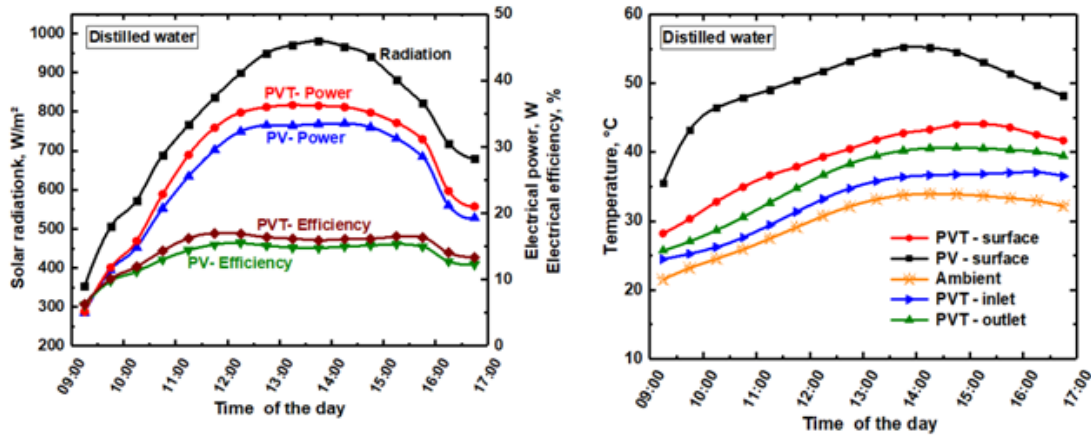 Distilled water
Radiation
PVT- Power
PV- Power
PVT- Efficiency
PV- Efficiency
Solar radiationk, W/m²
1000
900
800
700
600
500
400
300
200
50
40
30
20
10
0
Electrical power, W
Electrical efficiency, %
09:00
10:00
11:00
12:00
13:00
14:00
15:00
16:00
17:00
Time of the day
Distilled water
Temperature, °C
60
50
40
30
20
10
PVT - surface
PV - surface
Ambient
PVT - inlet
PVT - outlet
09:00
10:00
11:00
12:00
13:00
14:00
15:00
16:00
17:00
Time of the day